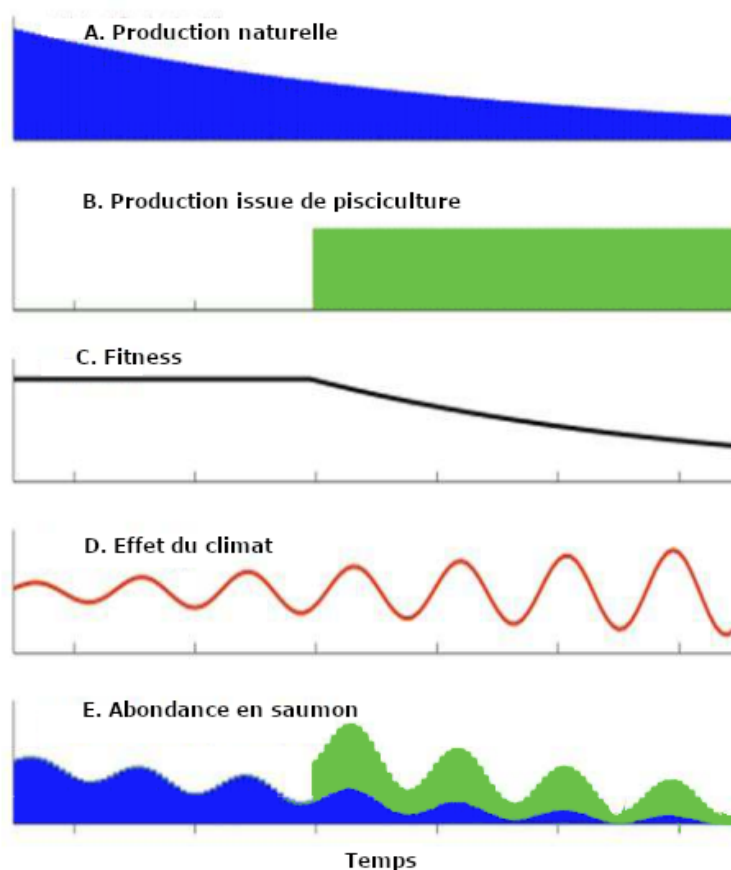 A. Production naturelle
B. Production issue de pisciculture
C. Fitness
D. Effet du climat
E. Abondance en saumon
Temps